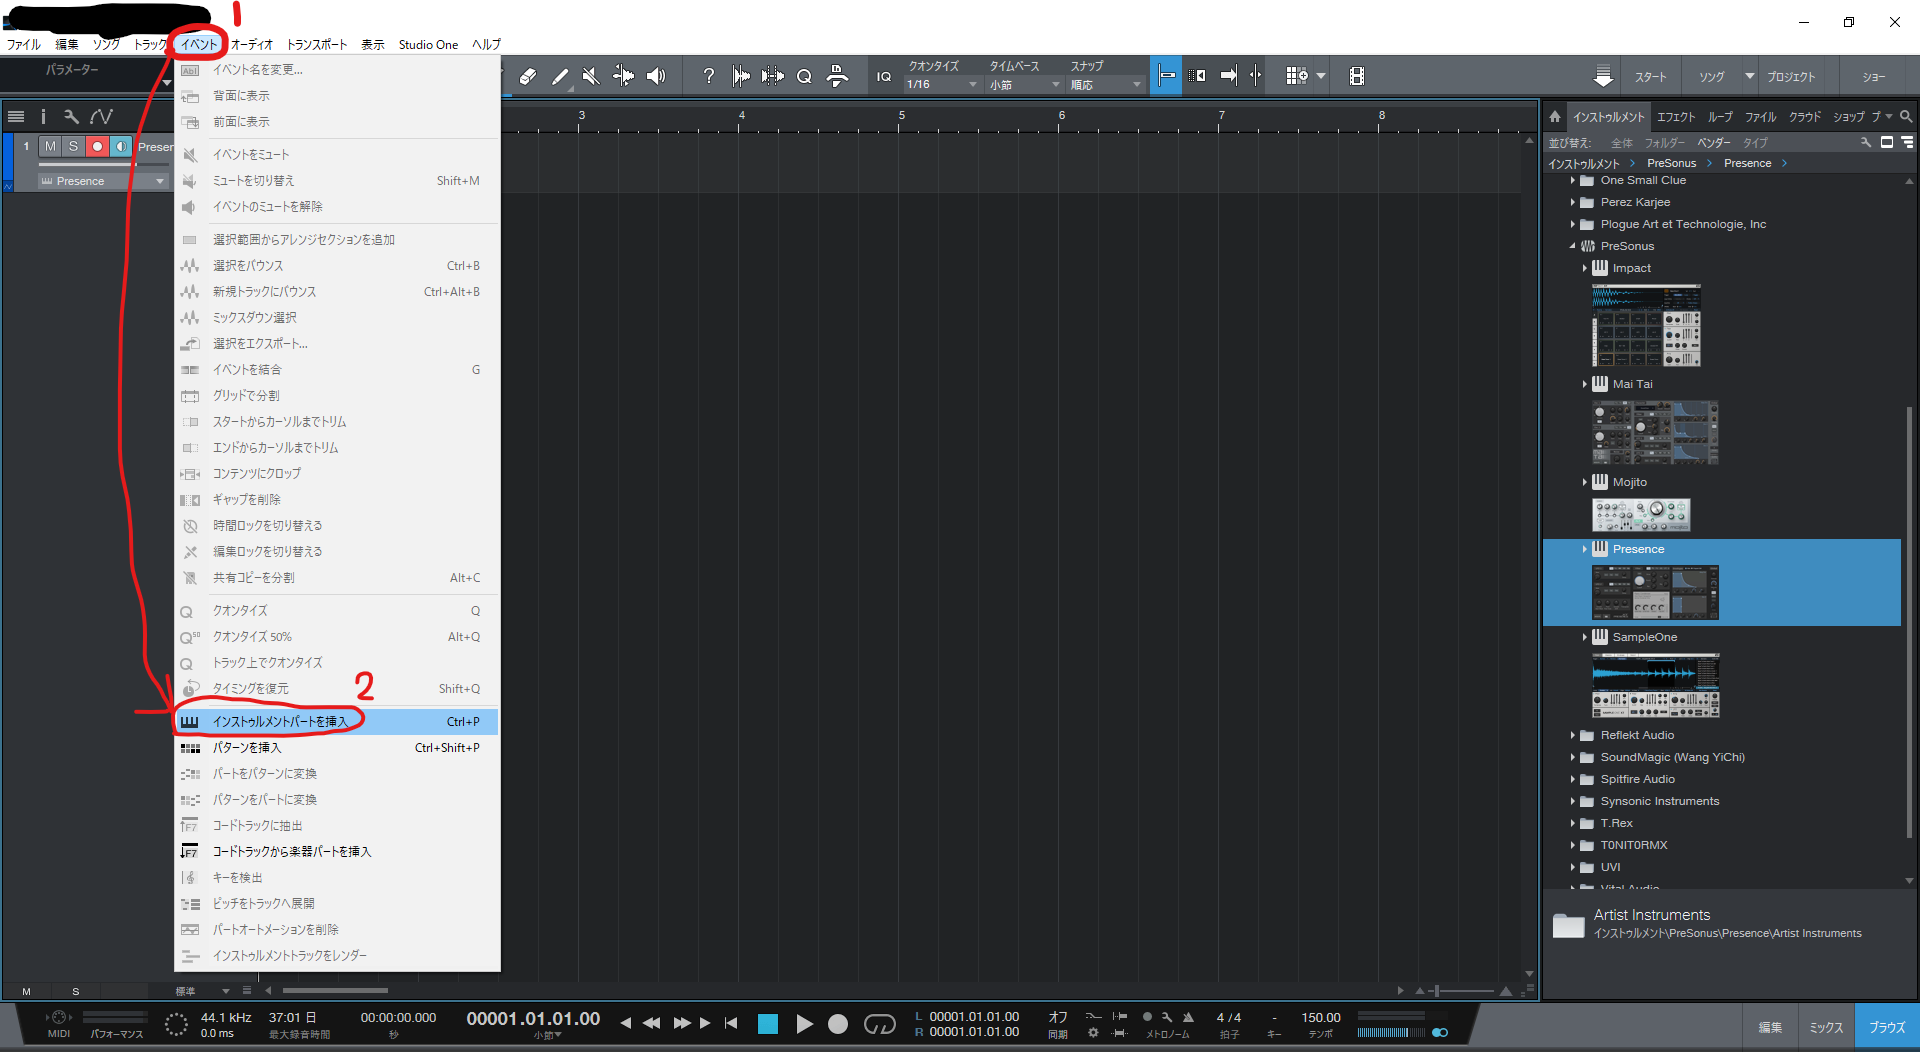 1
ファイル 編集 ソング トラック イベント オーディオ トランスポート 表示 Studio One ヘルプ
パラメーター
イベント名を変更...
背面に表示
前面に表示
イベントをミュート
ミュートを切り替え Shift+M
イベントのミュートを解除
選択範囲からアレンジセクションを追加
選択をバウンス Ctrl+B
新規トラックにバウンス Ctrl+Alt+B
ミックスダウン選択
選択をエクスポート...
イベントを結合 G
グリッドで分割
スタートからカーソルまでトリム
エンドからカーソルまでトリム
コンテンツにクロップ
ギャップを削除
時間ロックを切り替える
編集ロックを切り替える
共有コピーを分割 Alt+C
クオンタイズ Q
クオンタイズ 50% Alt+Q
トラック上でクオンタイズ
タイミングを復元 Shift+Q
2
インストゥルメントパートを挿入 Ctrl+P
パターンを挿入 Ctrl+Shift+P
パートをパターンに変換
パターンをパートに変換
コードトラックに抽出
コードトラックから楽器パートを挿入
キーを検出
ピッチをトラックへ展開
パートオートメーションを削除
インストゥルメントトラックをレンダー
IQ
クオンタイズ タイムベース スナップ
1/16 小節 順応
スタート ソング プロジェクト ショー
3 4 5 6 7 8
1 M S Presen
Presence
インストゥルメント エフェクト ループ ファイル クラウド ショップ プ
並び替え: 全体 フォルダー ベンダー タイプ
インストゥルメント > PreSonus > Presence >
One Small Clue
Perez Karjee
Plogue Art et Technologie, Inc
PreSonus
Impact
Mai Tai
Mojito
Presence
SampleOne
Reflekt Audio
SoundMagic (Wang YiChi)
Spitfire Audio
Synsonic Instruments
T.Rex
T0NIT0RMX
UVI
Vital Audio
Artist Instruments
インストゥルメント\PreSonus\Presence\Artist Instruments
M S 標準
MIDI パフォーマンス
44.1 kHz
0.0 ms
37:01 日
最大録音時間
00:00:00.000
秒
00001.01.01.00
小節
L 00001.01.01.00
R 00001.01.01.00
オフ
同期
メトロノーム
4 / 4
拍子
-
キー
150.00
テンポ
編集 ミックス ブラウズ